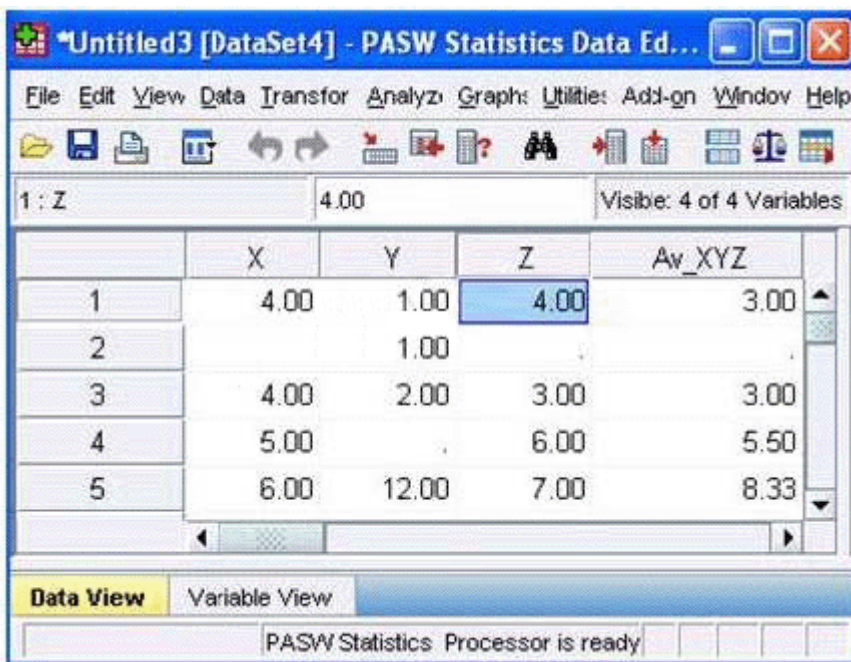 *Untitled3 [DataSet4] - PASW Statistics Data Ed...
File Edit View Data Transfor Analyz Graphs Utilities Add-on Window Help
1 : Z 4.00 Visibe: 4 of 4 Variables
X Y Z Av_XYZ
1 4.00 1.00 4.00 3.00
2 1.00 . .
3 4.00 2.00 3.00 3.00
4 5.00 . 6.00 5.50
5 6.00 12.00 7.00 8.33
Data View Variable View
PASW Statistics Processor is ready